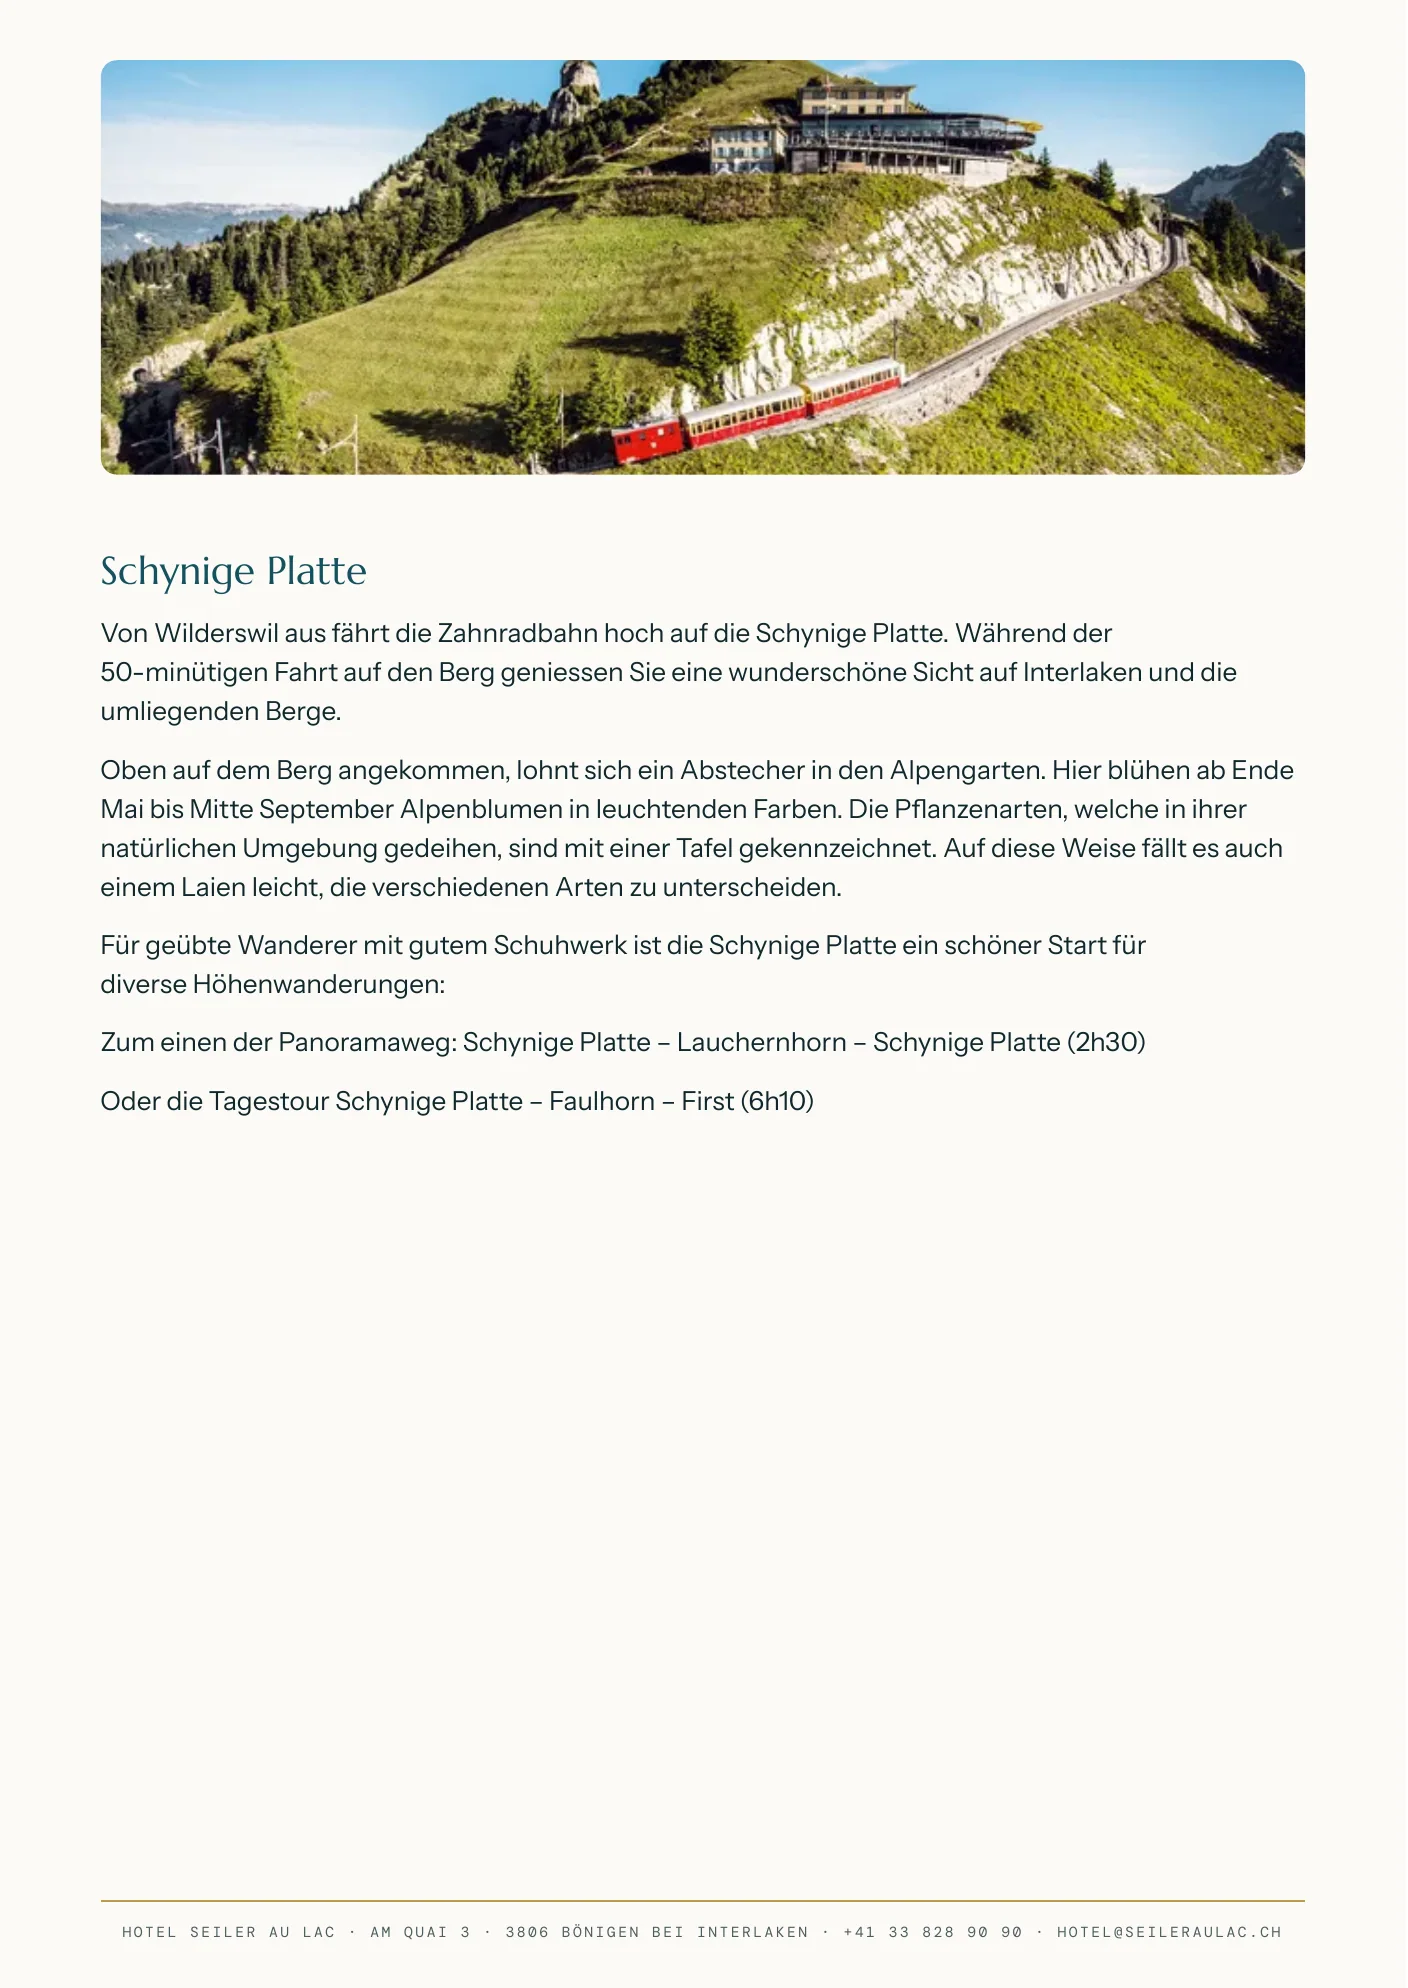 Schynige Platte
Von Wilderswil aus fährt die Zahnradbahn hoch auf die Schynige Platte. Während der
50-minütigen Fahrt auf den Berg geniessen Sie eine wunderschöne Sicht auf Interlaken und die
umliegenden Berge.
Oben auf dem Berg angekommen, lohnt sich ein Abstecher in den Alpengarten. Hier blühen ab Ende
Mai bis Mitte September Alpenblumen in leuchtenden Farben. Die Pflanzenarten, welche in ihrer
natürlichen Umgebung gedeihen, sind mit einer Tafel gekennzeichnet. Auf diese Weise fällt es auch
einem Laien leicht, die verschiedenen Arten zu unterscheiden.
Für geübte Wanderer mit gutem Schuhwerk ist die Schynige Platte ein schöner Start für
diverse Höhenwanderungen:
Zum einen der Panoramaweg: Schynige Platte – Lauchernhorn – Schynige Platte (2h30)
Oder die Tagestour Schynige Platte – Faulhorn – First (6h10)
HOTEL SEILER AU LAC · AM QUAI 3 · 3806 BÖNIGEN BEI INTERLAKEN · +41 33 828 90 90 · HOTEL@SEILERAULAC.CH